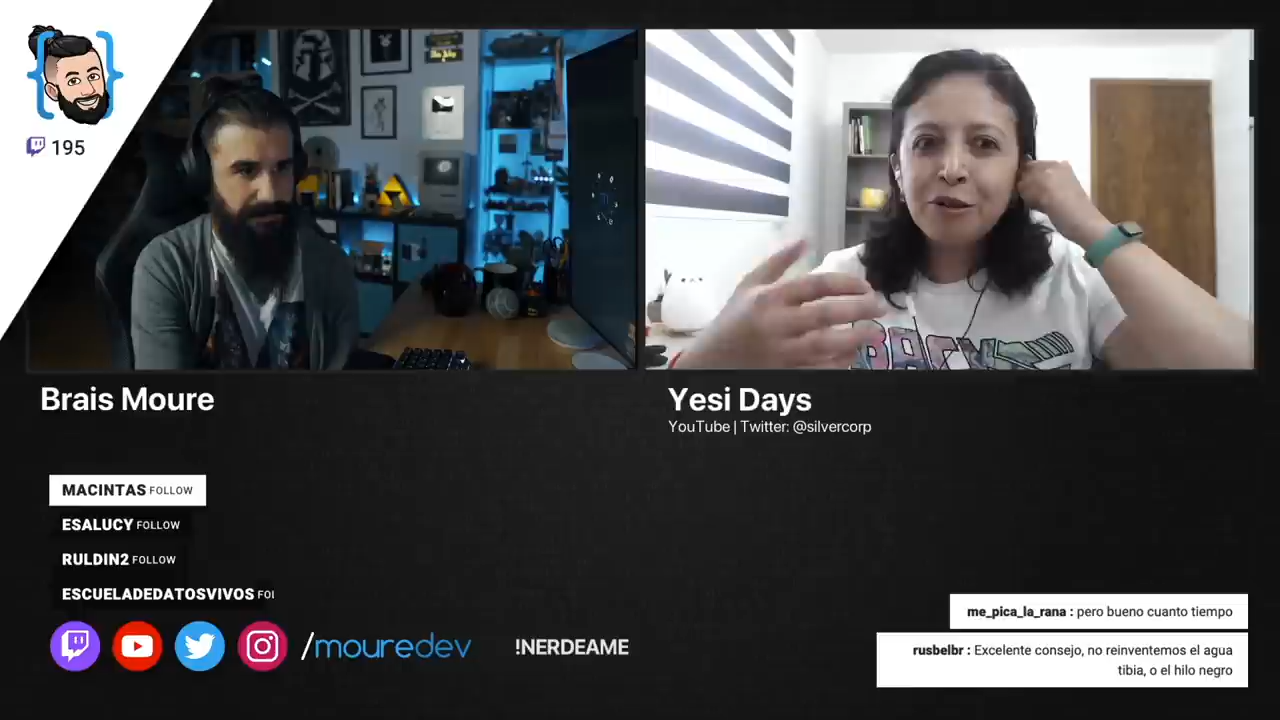 195
Brais Moure
Yesi Days
YouTube | Twitter: @silvercorp
MACINTAS FOLLOW
ESALUCY FOLLOW
RULDIN2 FOLLOW
ESCUELADEDATOSVIVOS FOL
/mouredev
!NERDEAME
me_pica_la_rana : pero bueno cuanto tiempo
rusbelbr : Excelente consejo, no reinventemos el agua
tibia, o el hilo negro